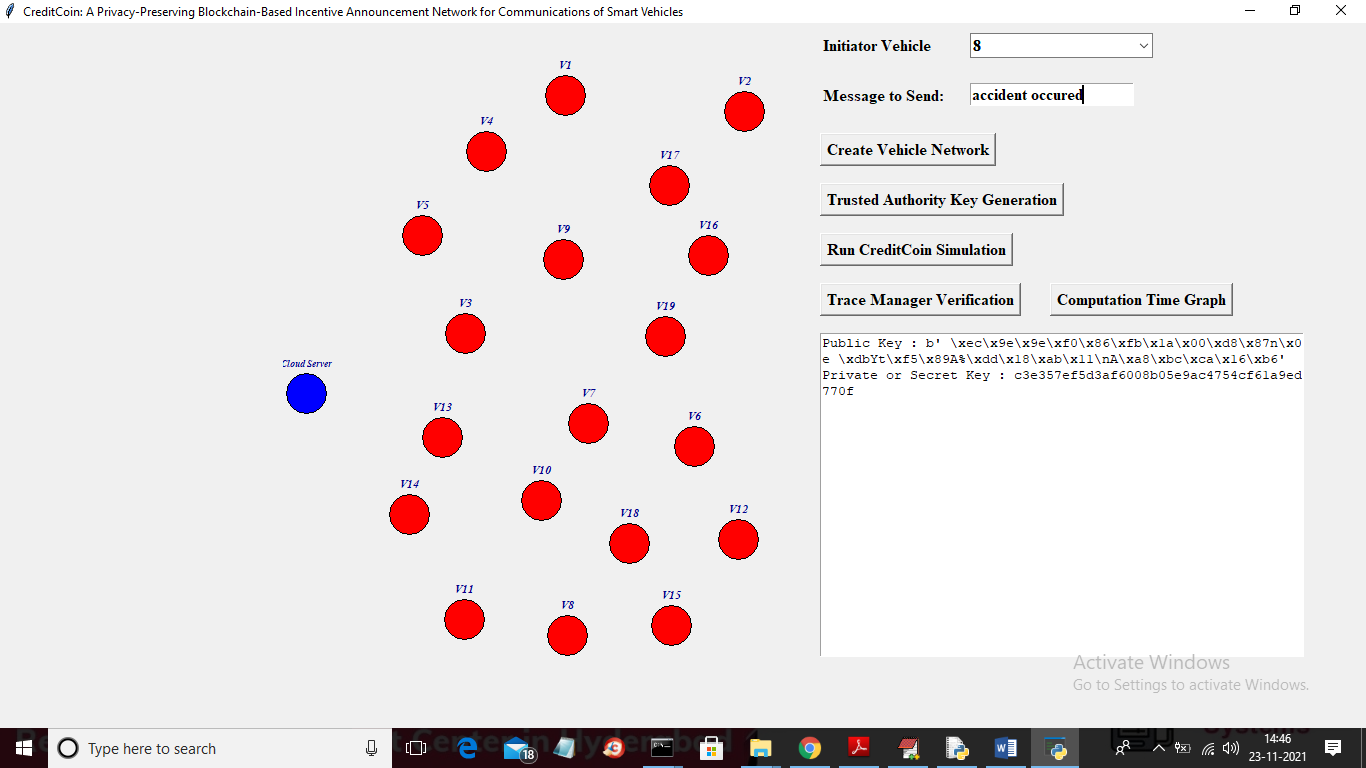 CreditCoin: A Privacy-Preserving Blockchain-Based Incentive Announcement Network for Communications of Smart Vehicles
Initiator Vehicle 8
Message to Send: accident occured
Create Vehicle Network
Trusted Authority Key Generation
Run CreditCoin Simulation
Trace Manager Verification Computation Time Graph
Public Key : b' \xec\x9e\x9e\xf0\x86\xfb\x1a\x00\xd8\x87n\x0
e \xdbYt\xf5\x89A%\xdd\x18\xab\x11\nA\xa8\xbc\xca\x16\xb6'
Private or Secret Key : c3e357ef5d3af6008b05e9ac4754cf61a9ed
770f
V1
V2
V4
V17
V5
V9
V16
V3
V19
Cloud Server
V13
V7
V6
V14
V10
V18
V12
V11
V8
V15
Activate Windows
Go to Settings to activate Windows.
Type here to search
18
14:46
23-11-2021